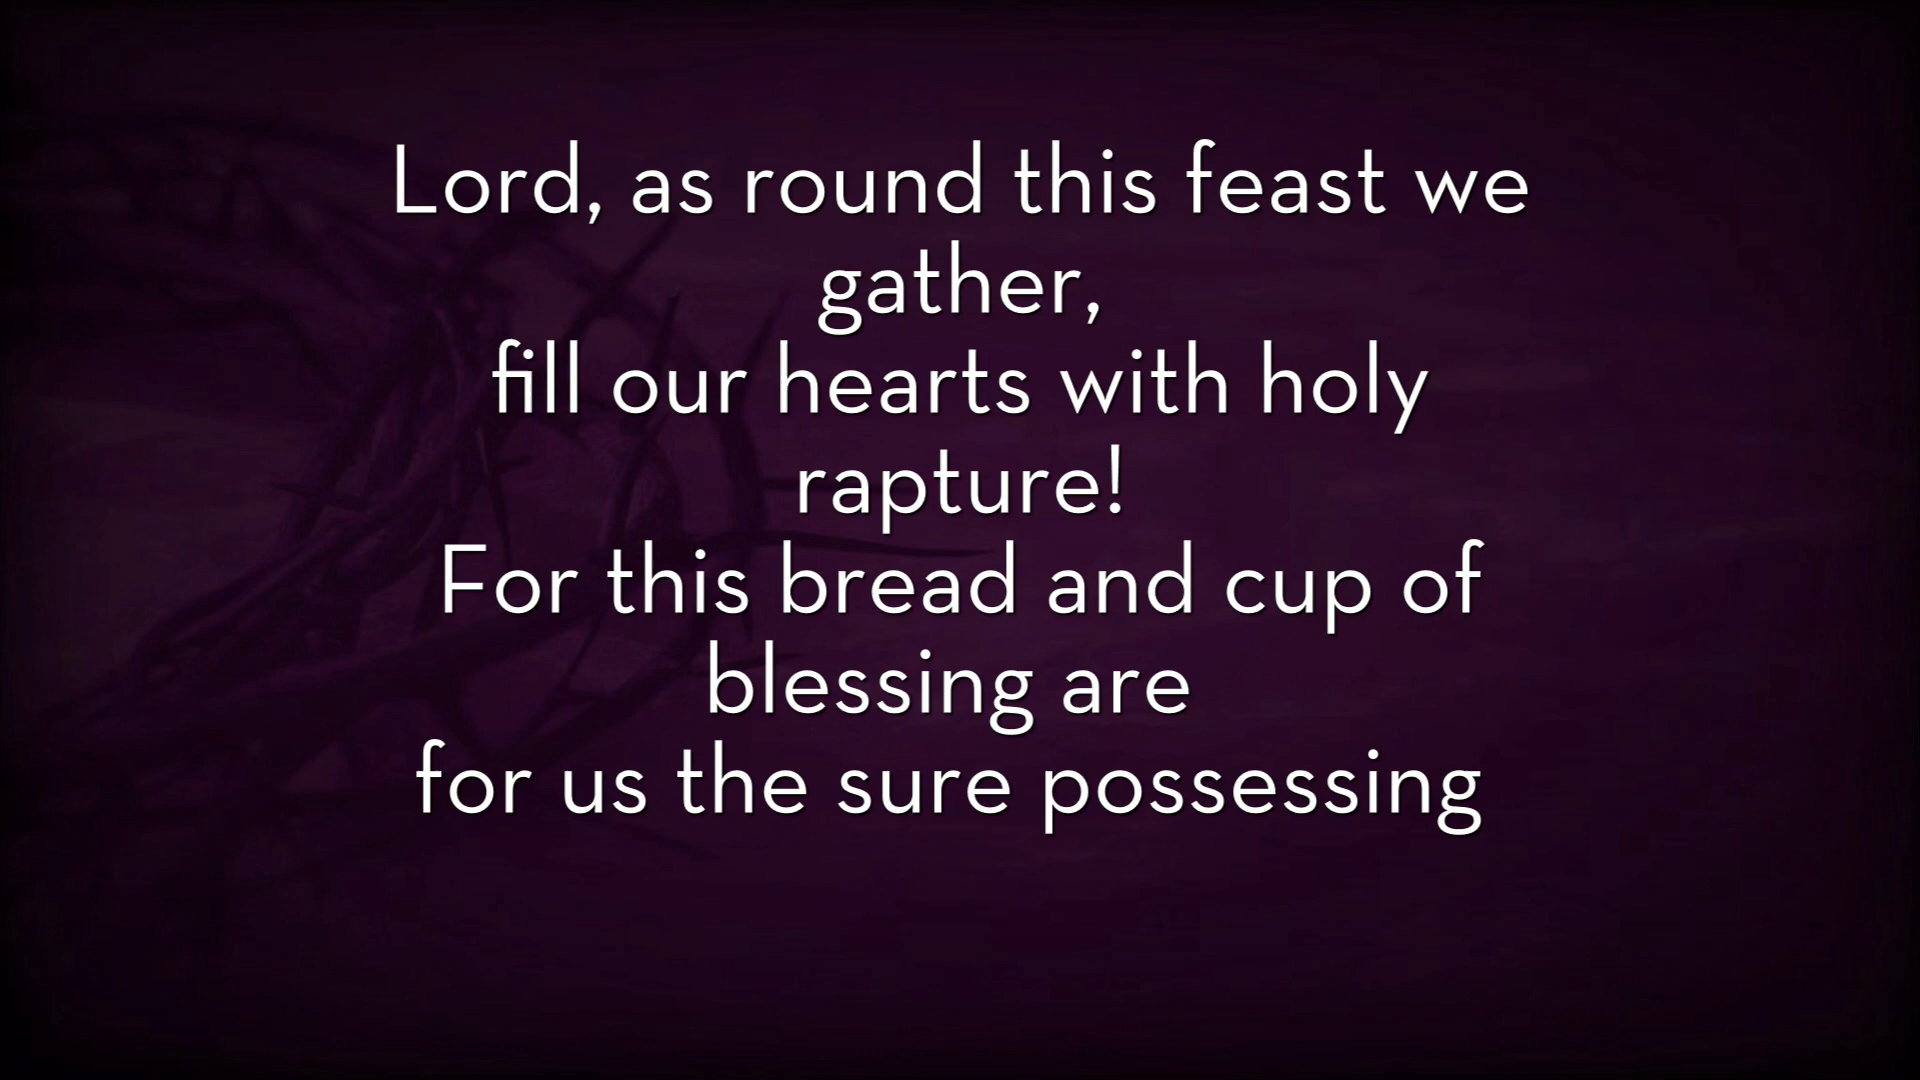 Lord, as round this feast we
gather,
fill our hearts with holy
rapture!
For this bread and cup of
blessing are
for us the sure possessing